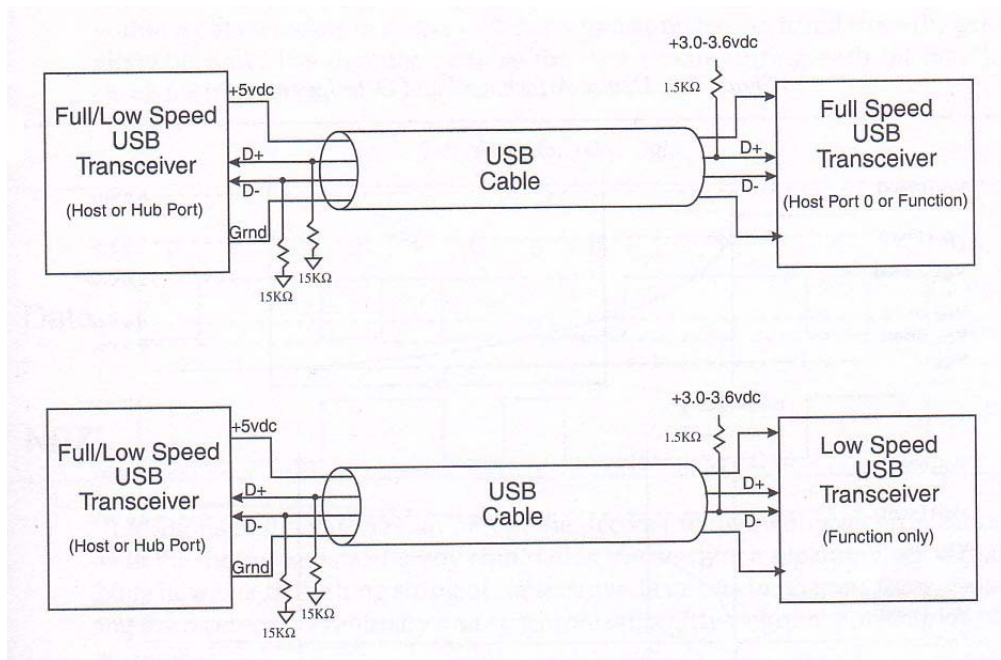 +3.0-3.6vdc
1.5KΩ
+5vdc
Full/Low Speed
USB
Transceiver
(Host or Hub Port)
D+
D-
Grnd
15KΩ
15KΩ
USB
Cable
D+
D-
Full Speed
USB
Transceiver
(Host Port 0 or Function)
+3.0-3.6vdc
1.5KΩ
+5vdc
Full/Low Speed
USB
Transceiver
(Host or Hub Port)
D+
D-
Grnd
15KΩ
15KΩ
USB
Cable
D+
D-
Low Speed
USB
Transceiver
(Function only)